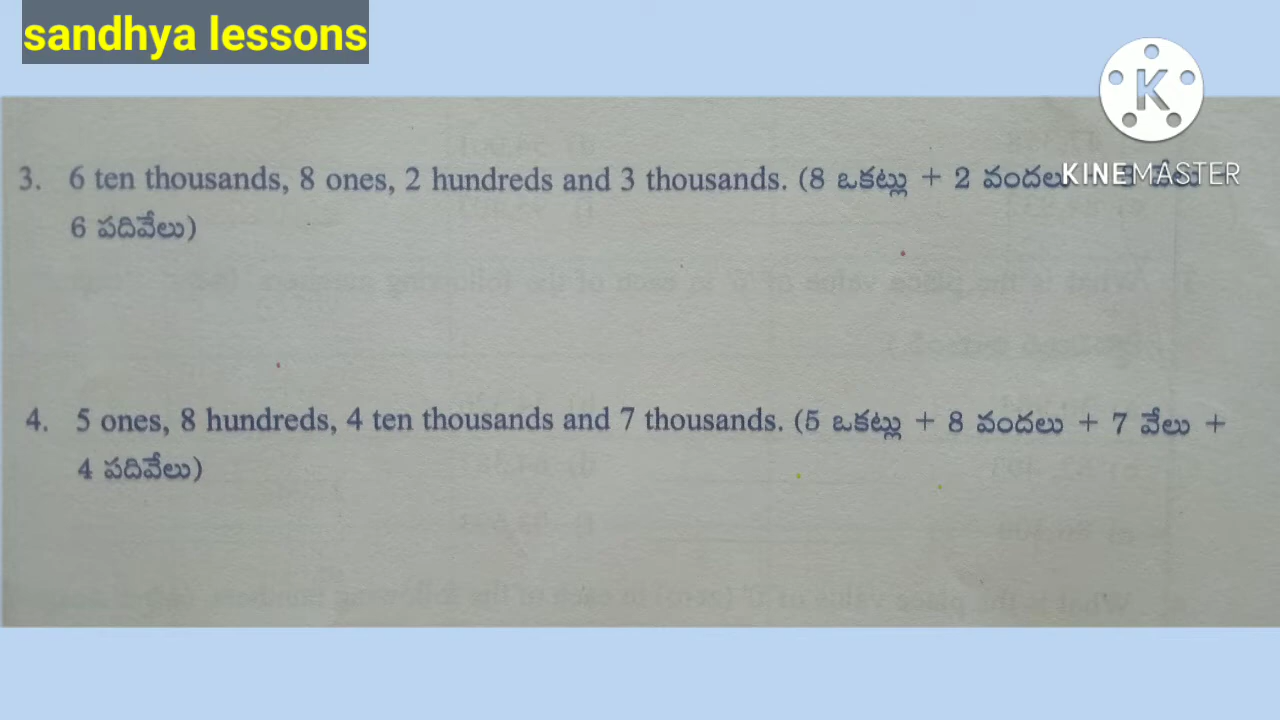 sandhya lessons
K
KINEMASTER
3. 6 ten thousands, 8 ones, 2 hundreds and 3 thousands. (8 ఒకట్లు + 2 వందలు
6 పదివేలు)
4. 5 ones, 8 hundreds, 4 ten thousands and 7 thousands. (5 ఒకట్లు + 8 వందలు + 7 వేలు +
4 పదివేలు)